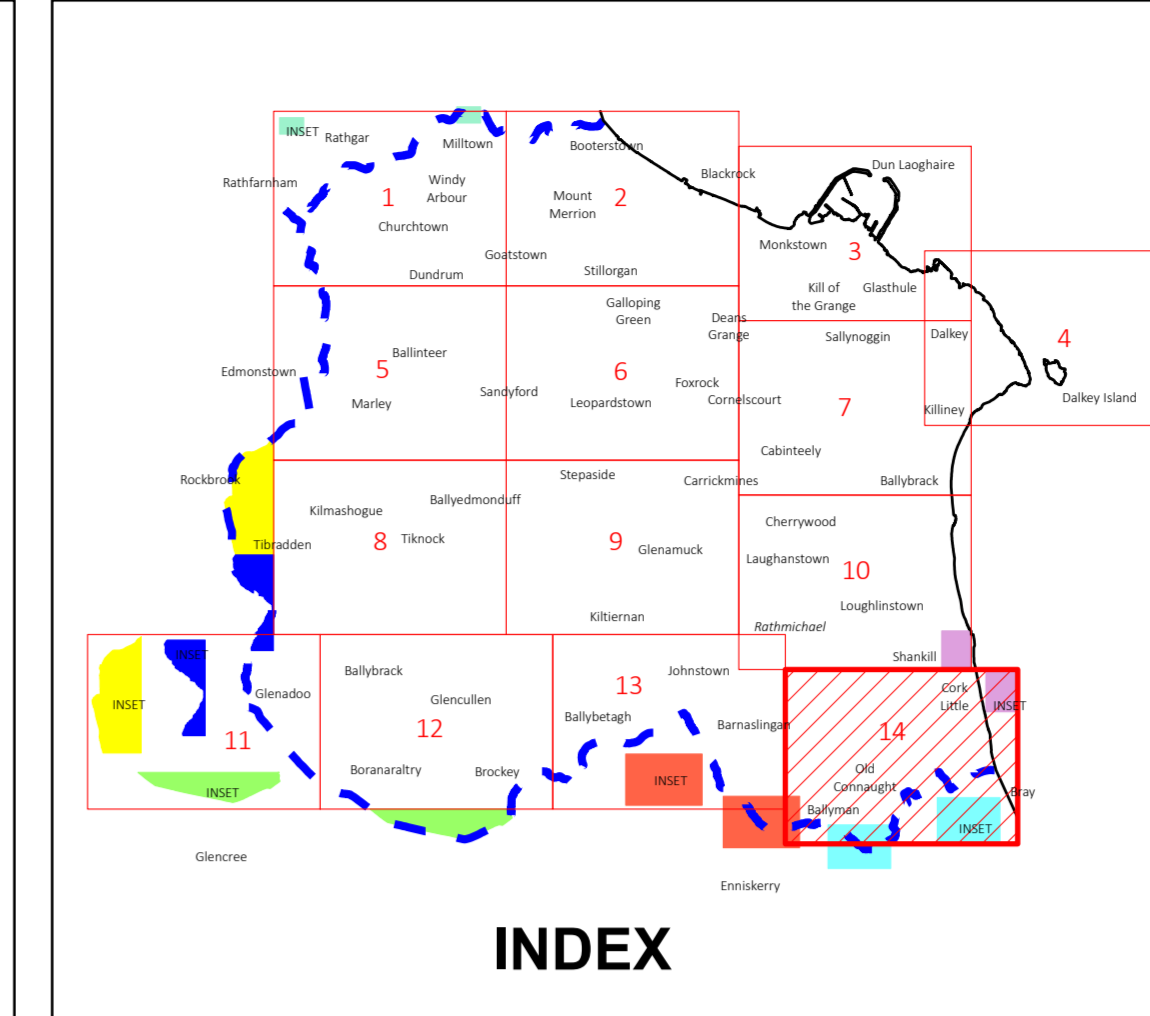 INSET
Rathgar
Milltown
Booterstown
Rathfarnham
Windy
Arbour
1
Churchtown
Goatstown
Dundrum
Mount
Merrion
2
Stillorgan
Blackrock
Dun Laoghaire
Monkstown
3
Kill of
the Grange
Glasthule
Galloping
Green
Deans
Grange
Sallynoggin
Dalkey
4
Dalkey Island
Killiney
Edmonstown
Ballinteer
5
Marley
Sandyford
6
Leopardstown
Foxrock
Cornelscourt
7
Cabinteely
Ballybrack
Rockbrook
Tibradden
Kilmashogue
Ballyedmonduff
8
Tiknock
Stepaside
Carrickmines
9
Glenamuck
Kiltiernan
Cherrywood
Laughanstown
10
Loughlinstown
Rathmichael
Shankill
INSET
INSET
Glenadoo
11
INSET
Glencree
Ballybrack
Glencullen
12
Boranaraltry
Brockey
Johnstown
13
Ballybetagh
Barnaslingan
INSET
Cork
Little
INSET
14
Old
Connaught
Ballyman
Bray
INSET
Enniskerry
INDEX